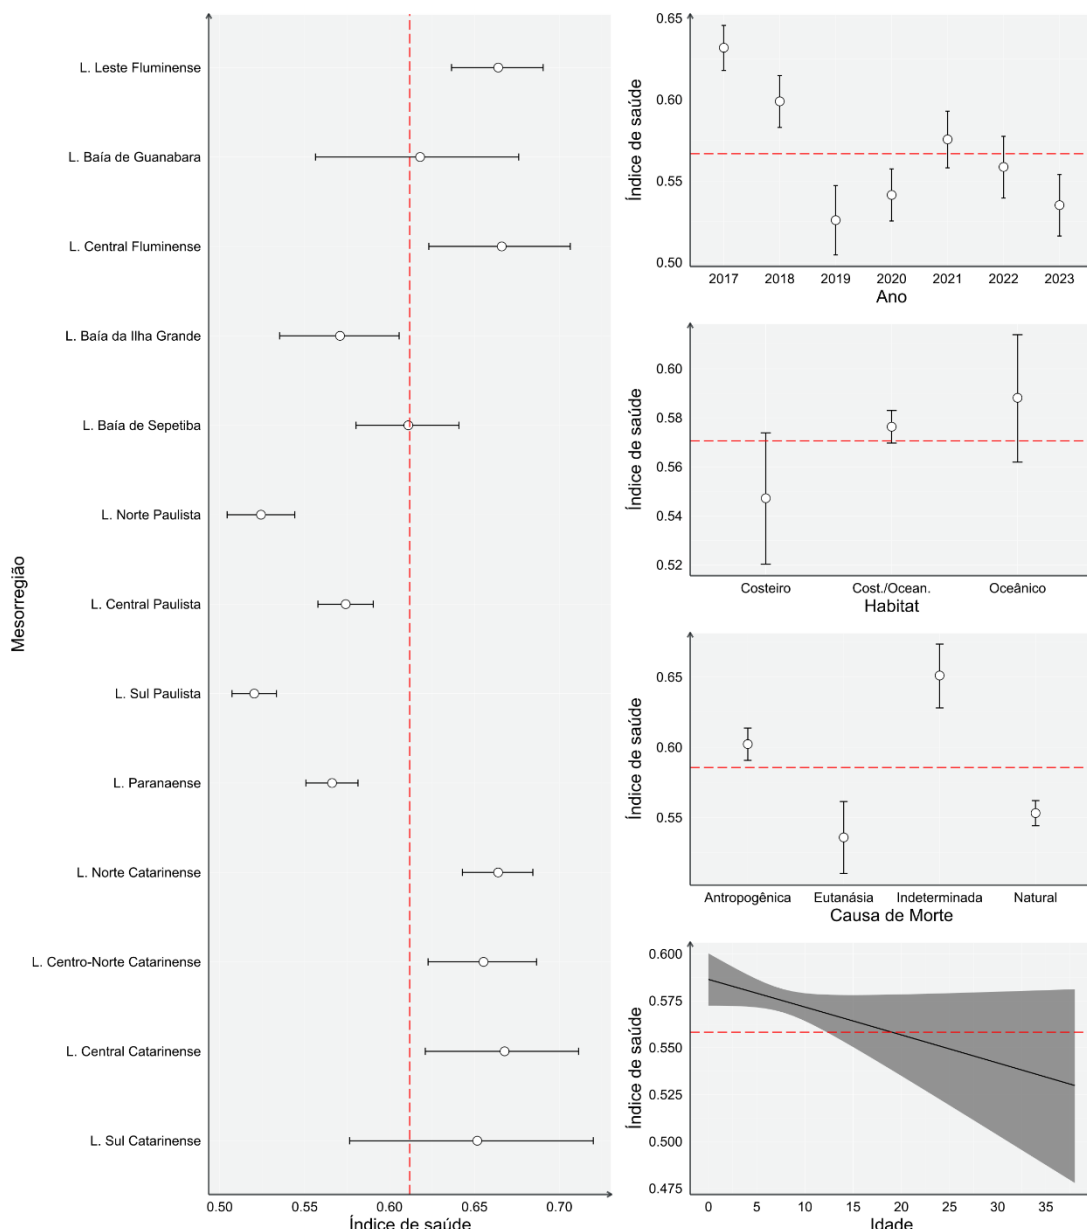 Mesorregião
L. Leste Fluminense
L. Baía de Guanabara
L. Central Fluminense
L. Baía da Ilha Grande
L. Baía de Sepetiba
L. Norte Paulista
L. Central Paulista
L. Sul Paulista
L. Paranaense
L. Norte Catarinense
L. Centro-Norte Catarinense
L. Central Catarinense
L. Sul Catarinense
0.50 0.55 0.60 0.65 0.70
Índice de saúde
Índice de saúde
0.65
0.60
0.55
0.50
2017 2018 2019 2020 2021 2022 2023
Ano
Índice de saúde
0.60
0.58
0.56
0.54
0.52
Costeiro Cost./Ocean. Oceânico
Habitat
Índice de saúde
0.65
0.60
0.55
Antropogênica Eutanásia Indeterminada Natural
Causa de Morte
Índice de saúde
0.600
0.575
0.550
0.525
0.500
0.475
0 5 10 15 20 25 30 35
Idade